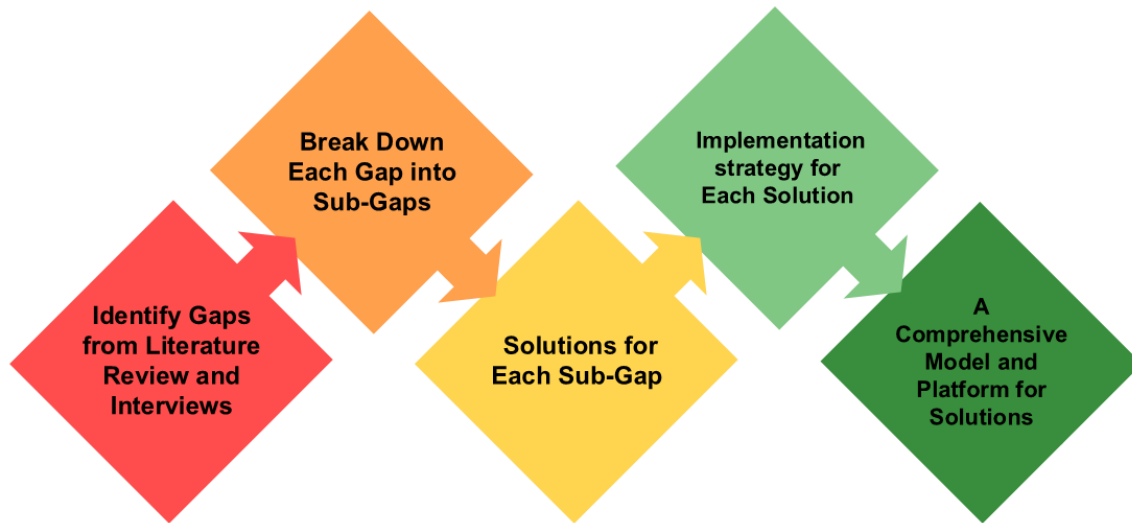 Identify Gaps
from Literature
Review and
Interviews
Break Down
Each Gap into
Sub-Gaps
Solutions for
Each Sub-Gap
Implementation
strategy for
Each Solution
A
Comprehensive
Model and
Platform for
Solutions